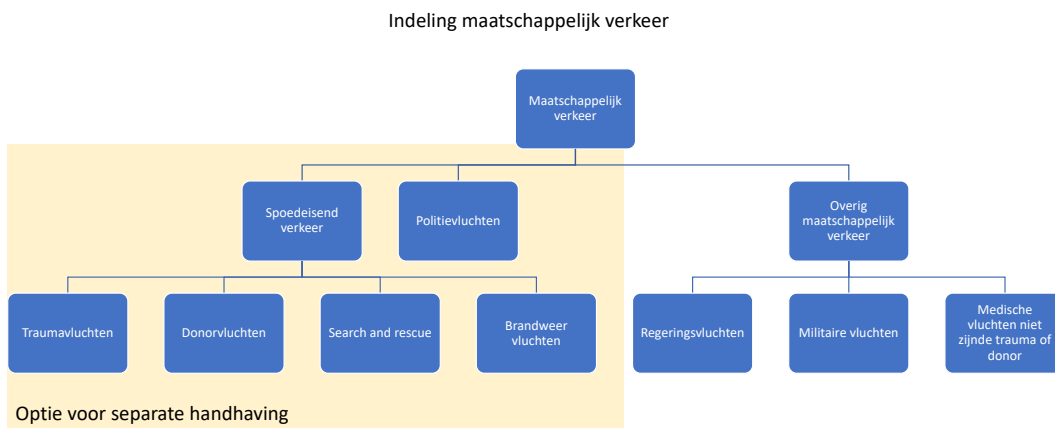 Indeling maatschappelijk verkeer
Maatschappelijk
verkeer
Spoedeisend
verkeer
Politievluchten
Overig
maatschappelijk
verkeer
Traumavluchten
Donorvluchten
Search and rescue
Brandweer
vluchten
Regeringsvluchten
Militaire vluchten
Medische
vluchten niet
zijnde trauma of
donor
Optie voor separate handhaving